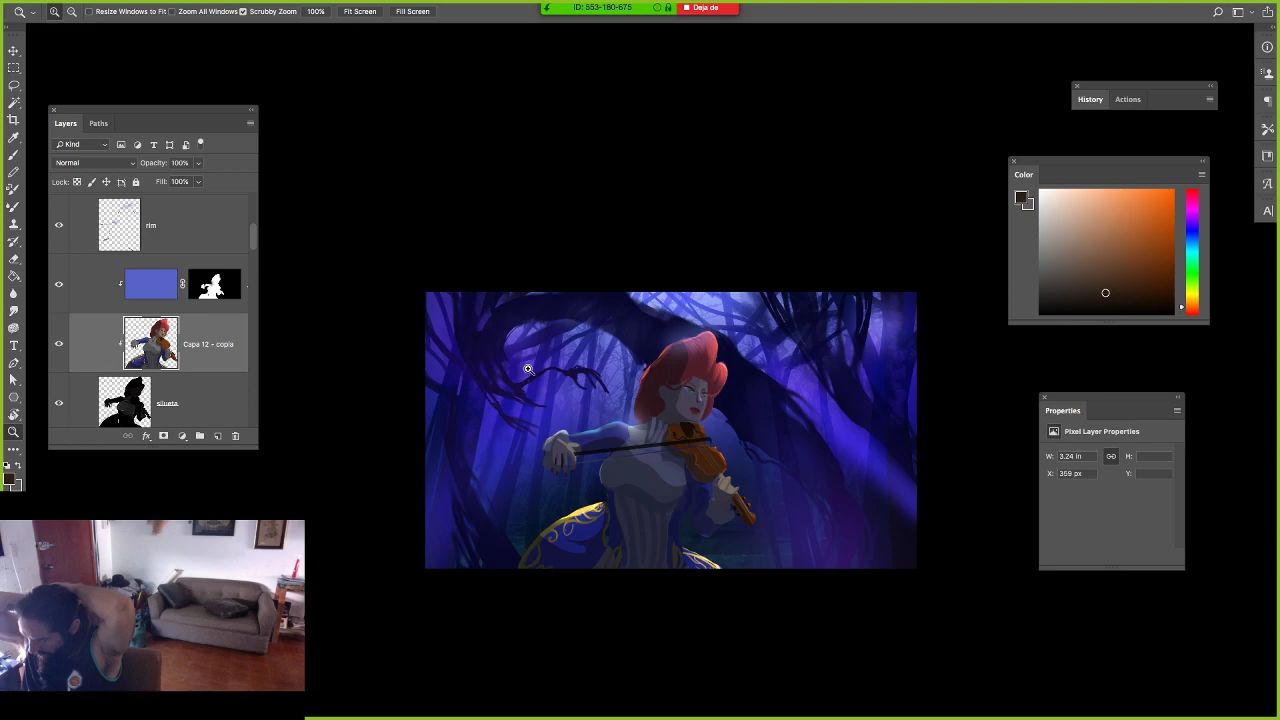 ID: 553-180-675
Deja de
Resize Windows to Fit
Zoom All Windows
Scrubby Zoom
100%
Fit Screen
Fill Screen
Layers
Paths
Kind
Normal
Opacity: 100%
Lock:
Fill: 100%
rim
Capa 12 - copia
silueta
History
Actions
Color
Properties
Pixel Layer Properties
W: 3.24 in
H:
X: 359 px
Y: